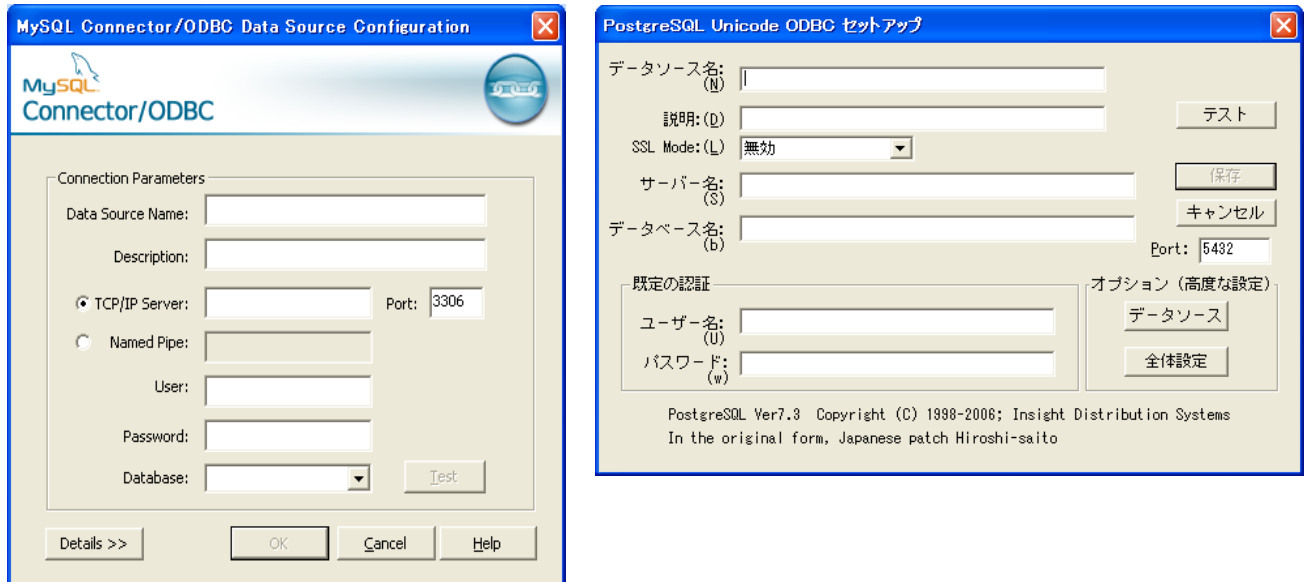 MySQL Connector/ODBC Data Source Configuration
MySQL
Connector/ODBC
Connection Parameters
Data Source Name:
Description:
TCP/IP Server:
Port: 3306
Named Pipe:
User:
Password:
Database:
Test
Details >>
OK
Cancel
Help
PostgreSQL Unicode ODBC セットアップ
データソース名:
(N)
説明:(D)
テスト
SSL Mode:(L) 無効
サーバー名:
(S)
保存
キャンセル
データベース名:
(b)
Port: 5432
既定の認証
オプション (高度な設定)
ユーザー名:
(U)
データソース
パスワード:
(w)
全体設定
PostgreSQL Ver7.3 Copyright (C) 1998-2006; Insight Distribution Systems
In the original form, Japanese patch Hiroshi-saito